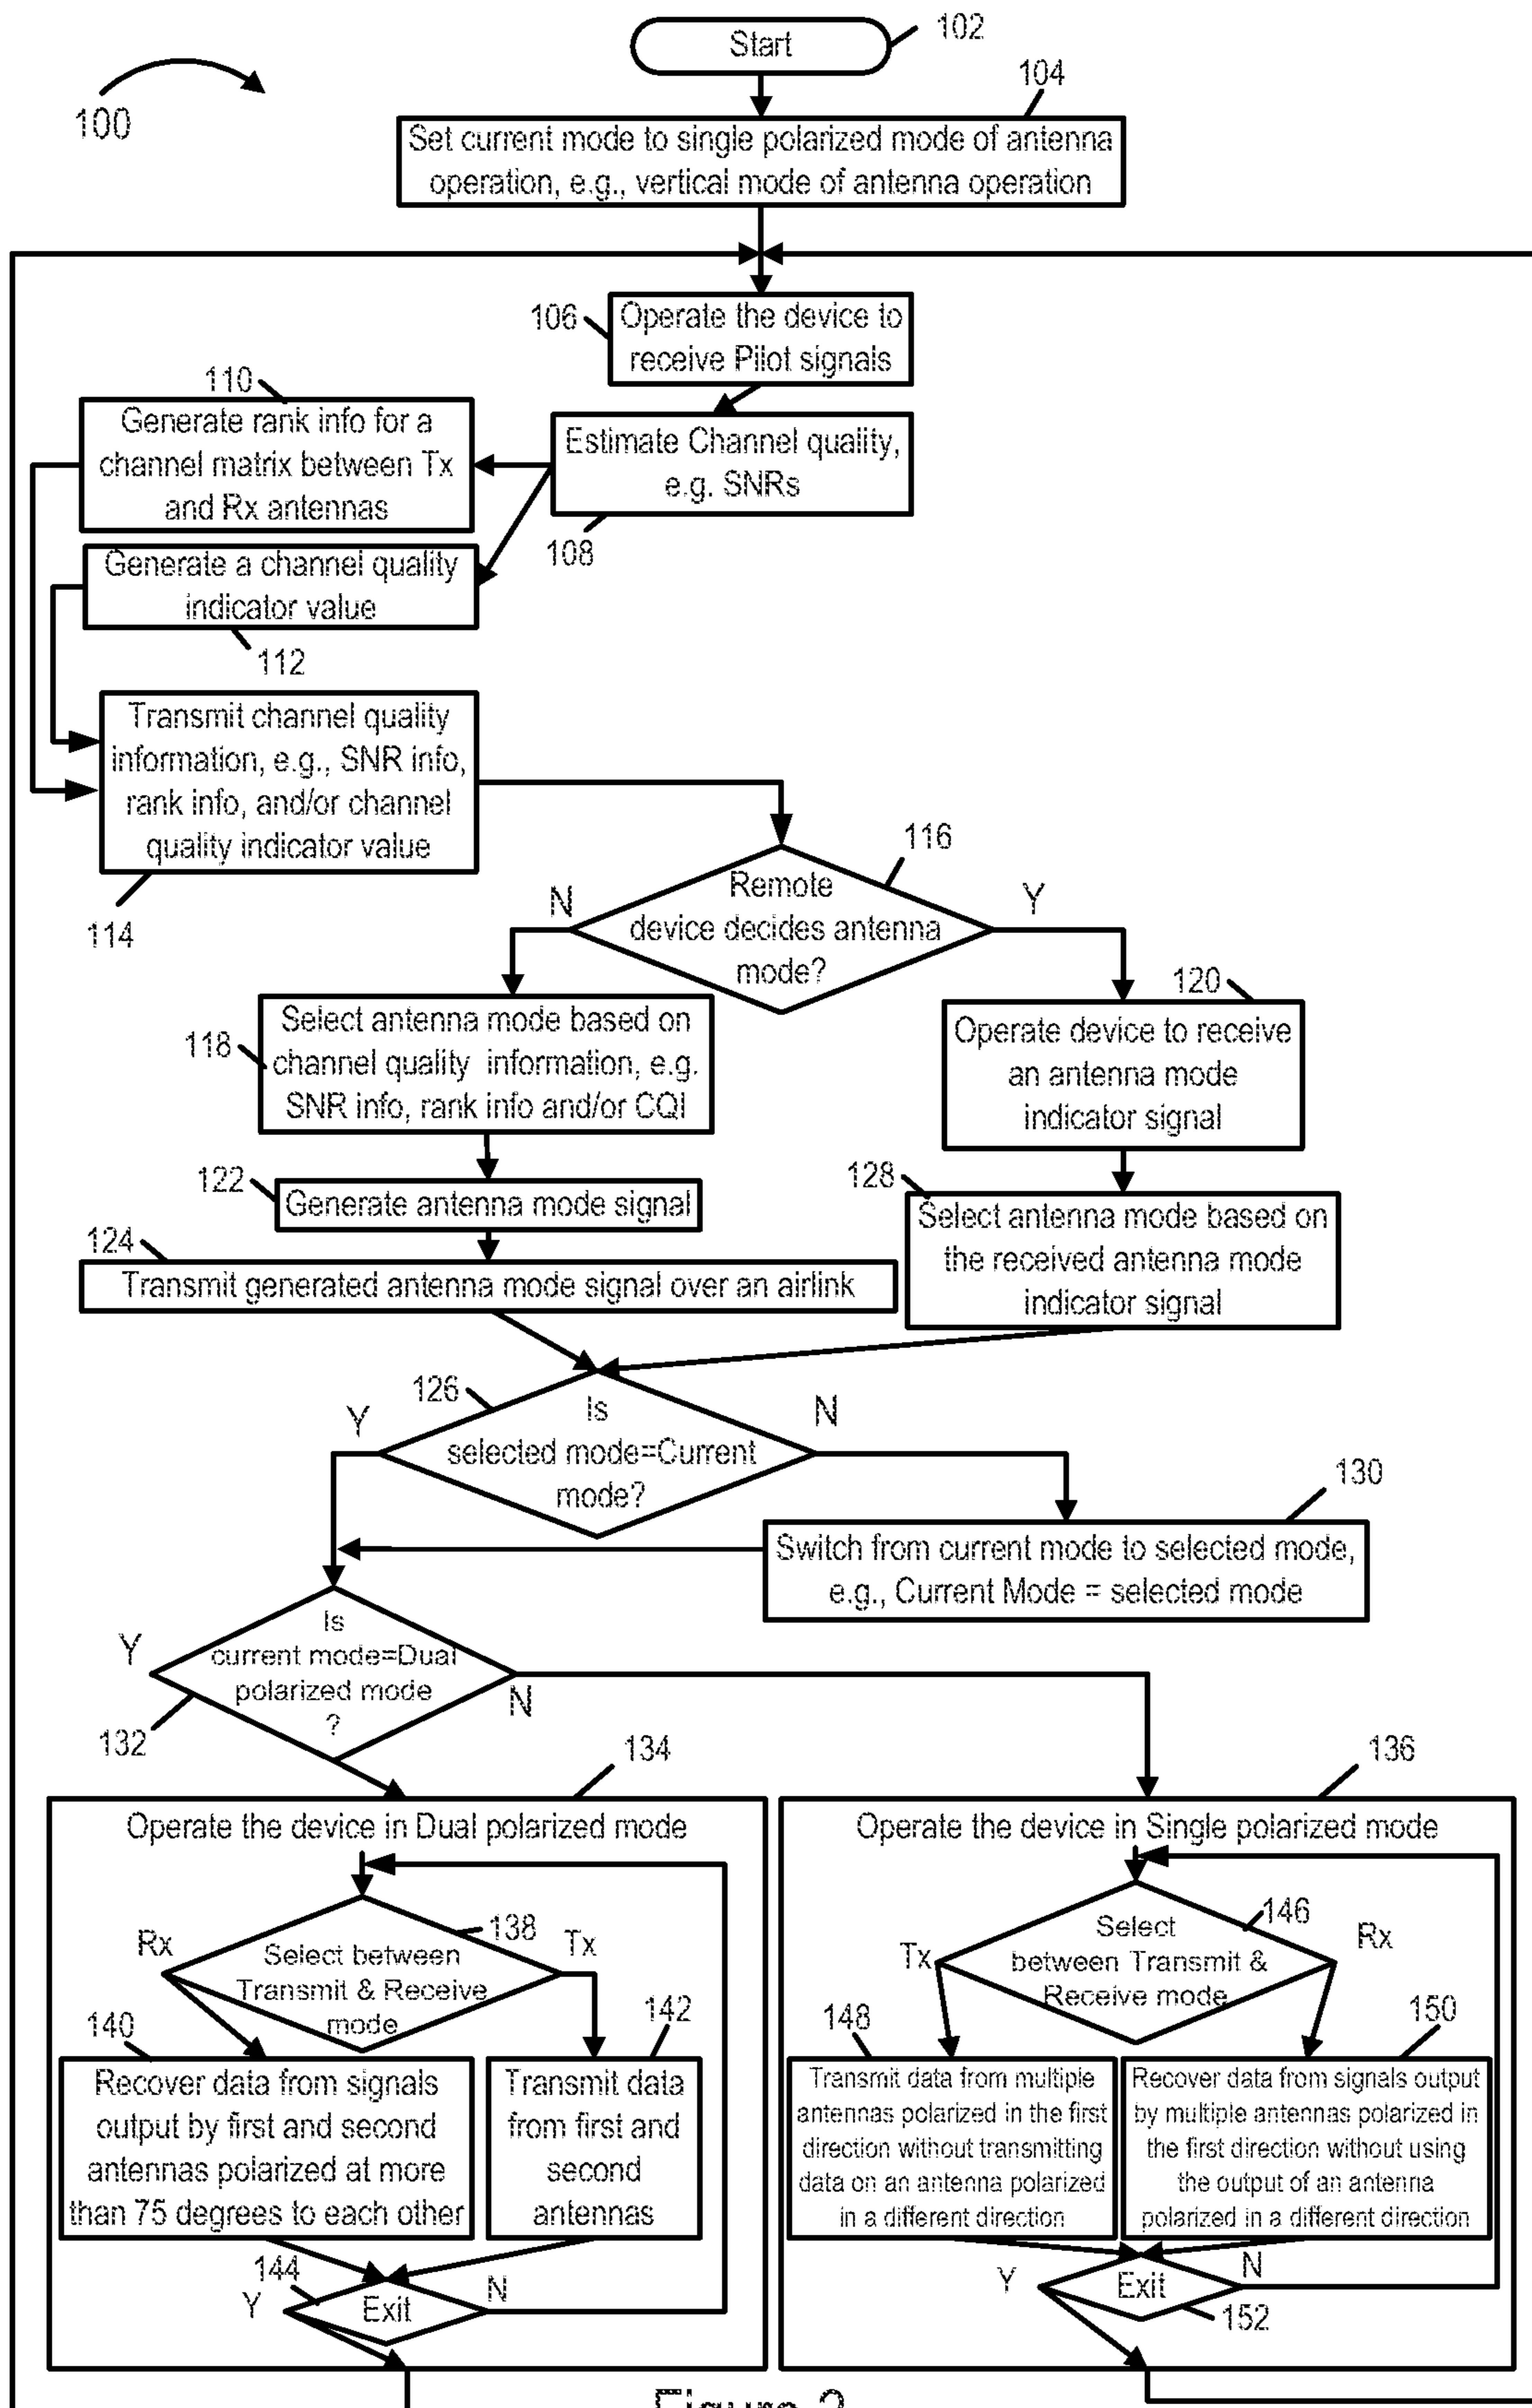 Start
102
100
104
Set current mode to single polarized mode of antenna
operation, e.g., vertical mode of antenna operation
106
Operate the device to
receive Pilot signals
110
Generate rank info for a
channel matrix between Tx
and Rx antennas
Estimate Channel quality,
e.g. SNRs
108
Generate a channel quality
indicator value
112
Transmit channel quality
information, e.g., SNR info,
rank info, and/or channel
quality indicator value
114
116
Remote
device decides antenna
mode?
N
Y
118
Select antenna mode based on
channel quality information, e.g.
SNR info, rank info and/or CQI
120
Operate device to receive
an antenna mode
indicator signal
122
Generate antenna mode signal
128
Select antenna mode based on
the received antenna mode
indicator signal
124
Transmit generated antenna mode signal over an airlink
126
Is
selected mode=Current
mode?
Y
N
130
Switch from current mode to selected mode,
e.g., Current Mode = selected mode
Is
current mode=Dual
polarized mode
?
Y
N
132
134
Operate the device in Dual polarized mode
138
Select between
Transmit & Receive
mode
Rx
Tx
140
Recover data from signals
output by first and second
antennas polarized at more
than 75 degrees to each other
142
Transmit data
from first and
second
antennas
144
Exit
Y
N
136
Operate the device in Single polarized mode
146
Select
between Transmit &
Receive mode
Tx
Rx
148
Transmit data from multiple
antennas polarized in the first
direction without transmitting
data on an antenna polarized
in a different direction
150
Recover data from signals output
by multiple antennas polarized in
the first direction without using
the output of an antenna
polarized in a different direction
Exit
Y
N
152